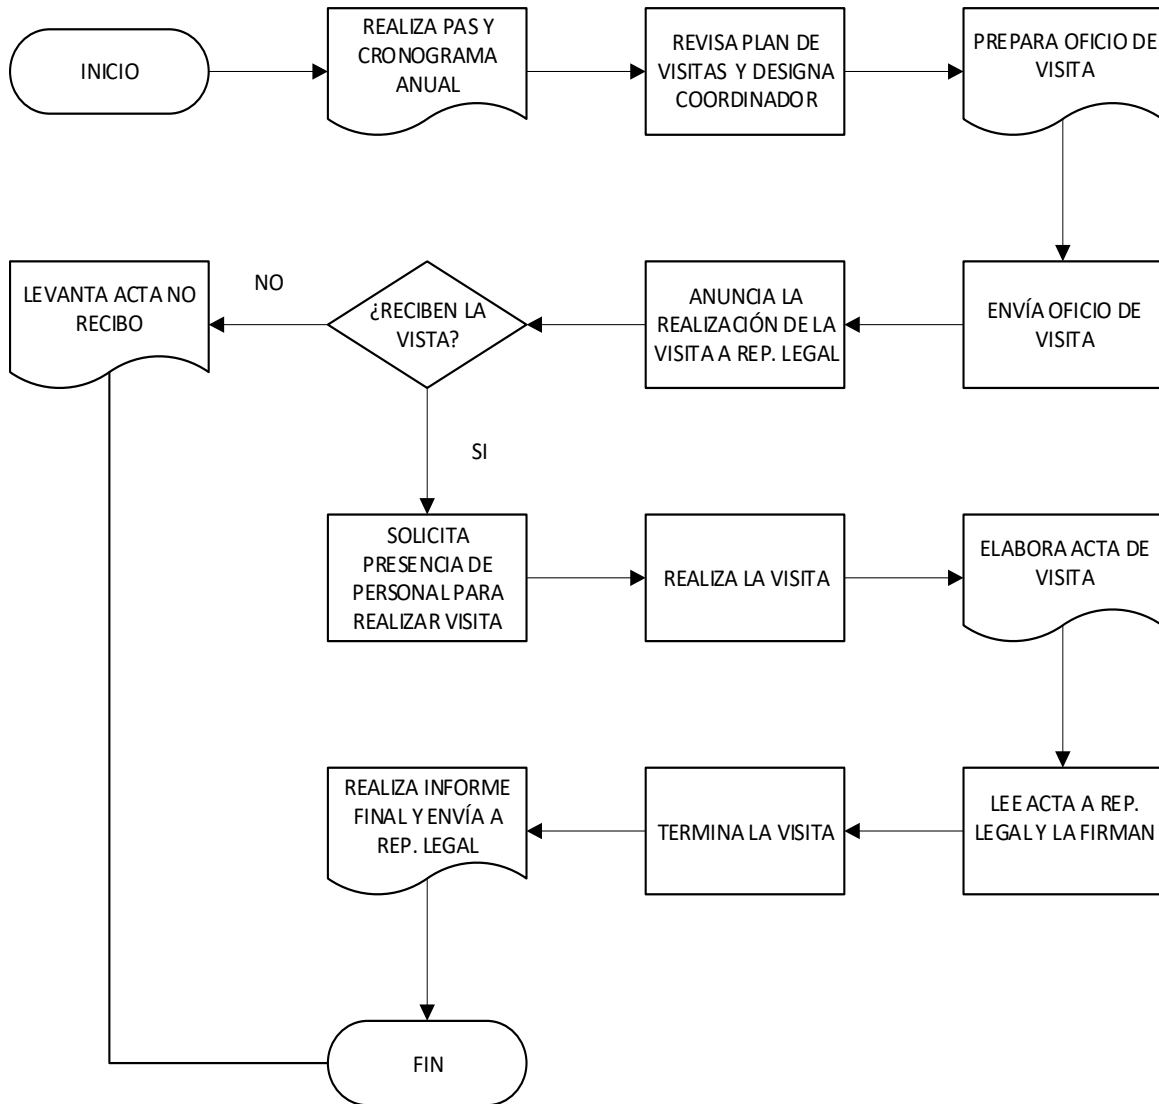 INICIO
REALIZA PAS Y
CRONOGRAMA
ANUAL
REVISA PLAN DE
VISITAS Y DESIGNA
COORDINADOR
PREPARA OFICIO DE
VISITA
LEVANTA ACTA NO
RECIBO
NO
¿RECIBEN LA
VISTA?
ANUNCIA LA
REALIZACIÓN DE LA
VISITA A REP. LEGAL
ENVÍA OFICIO DE
VISITA
SI
SOLICITA
PRESENCIA DE
PERSONAL PARA
REALIZAR VISITA
REALIZA LA VISITA
ELABORA ACTA DE
VISITA
REALIZA INFORME
FINAL Y ENVÍA A
REP. LEGAL
TERMINA LA VISITA
LEE ACTA A REP.
LEGAL Y LA FIRMAN
FIN